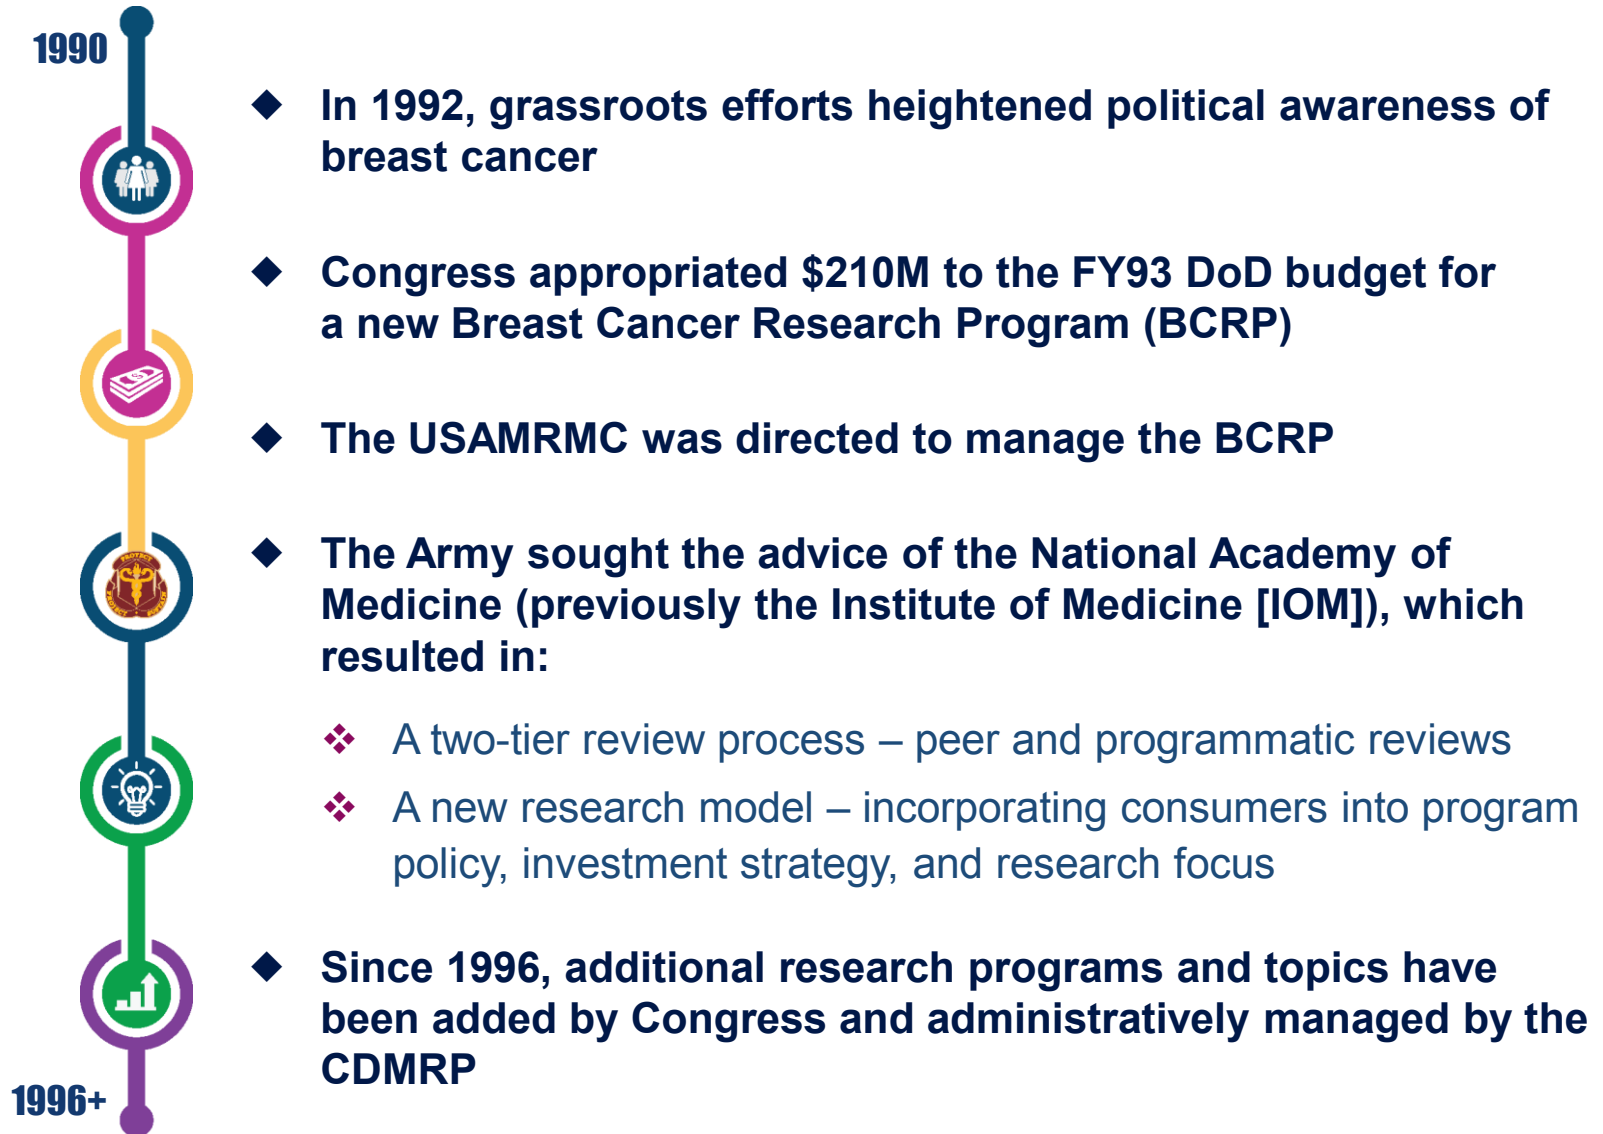 1990
◆ In 1992, grassroots efforts heightened political awareness of
breast cancer
◆ Congress appropriated $210M to the FY93 DoD budget for
a new Breast Cancer Research Program (BCRP)
◆ The USAMRMC was directed to manage the BCRP
PROTECT
PROJECT SUSTAIN
◆ The Army sought the advice of the National Academy of
Medicine (previously the Institute of Medicine [IOM]), which
resulted in:
❖ A two-tier review process – peer and programmatic reviews
❖ A new research model – incorporating consumers into program
policy, investment strategy, and research focus
◆ Since 1996, additional research programs and topics have
been added by Congress and administratively managed by the
CDMRP
1996+